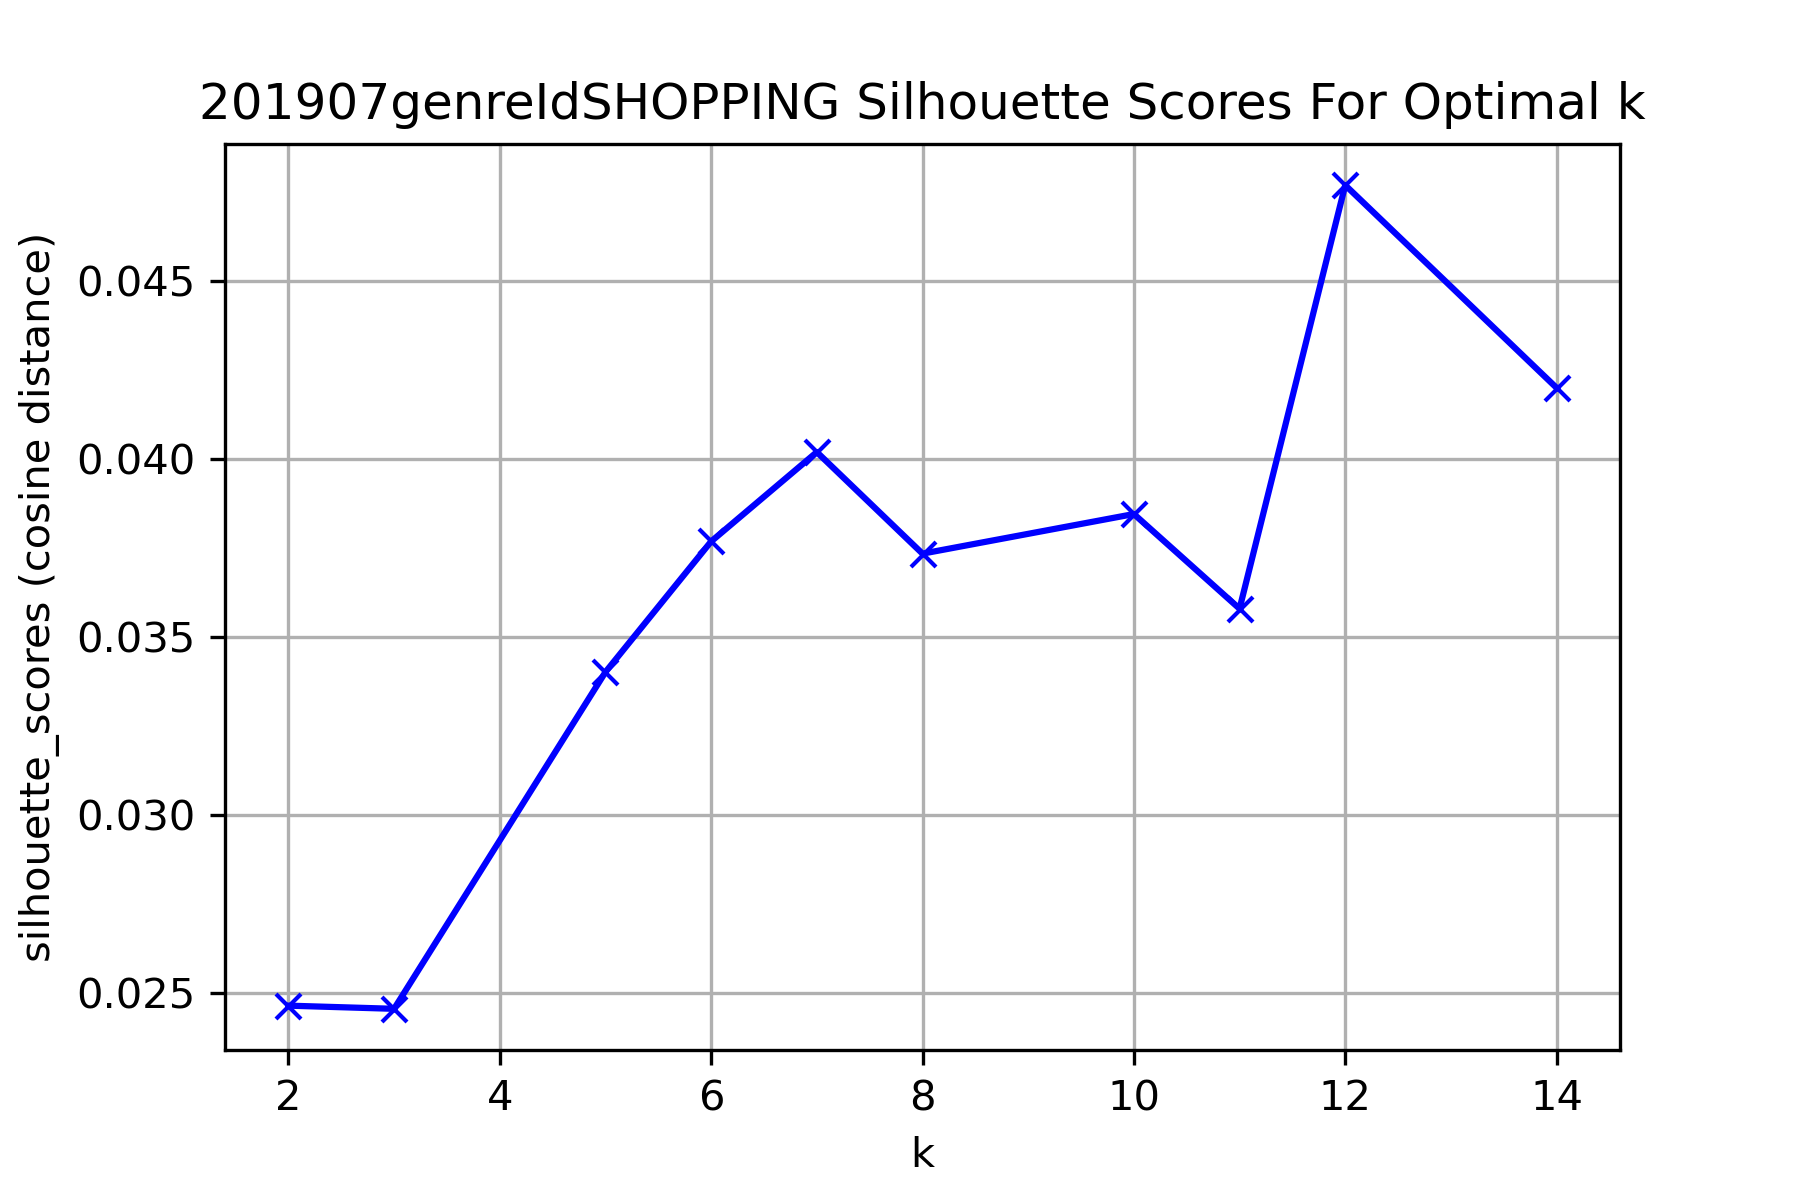 201907genreIdSHOPPING Silhouette Scores For Optimal k
silhouette_scores (cosine distance)
0.045
0.040
0.035
0.030
0.025
2 4 6 8 10 12 14
k